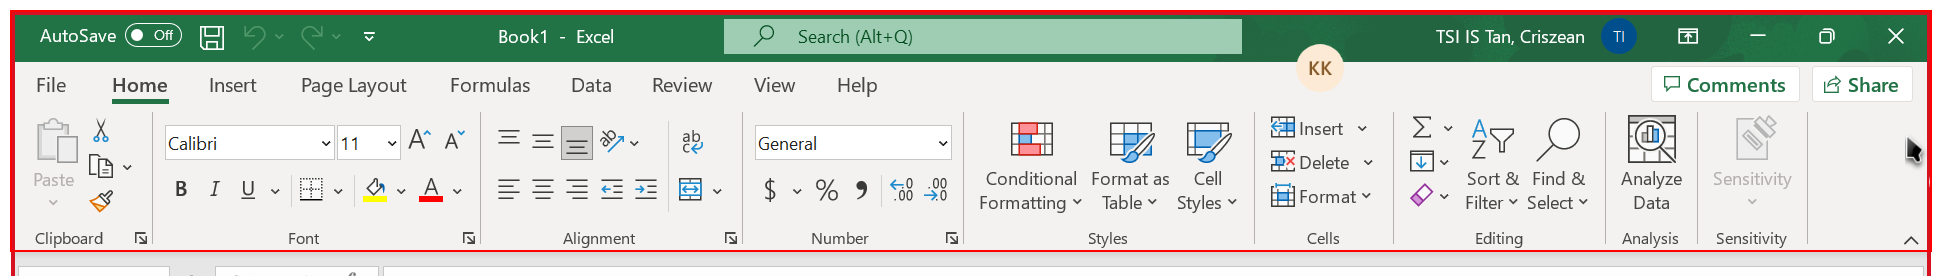 AutoSave Off Book1 - Excel Search (Alt+Q) TSI IS Tan, Criszean TI
KK
File Home Insert Page Layout Formulas Data Review View Help Comments Share
Paste
Clipboard
Calibri 11
B I U A
Font
ab
c
Alignment
General
$ % 9 .0 .00 .00 .0
Number
Conditional Formatting
Format as Table
Cell Styles
Styles
Insert
Delete
Format
Cells
Σ
A
Z
Sort & Filter
Find & Select
Editing
Analyze Data
Analysis
Sensitivity
Sensitivity